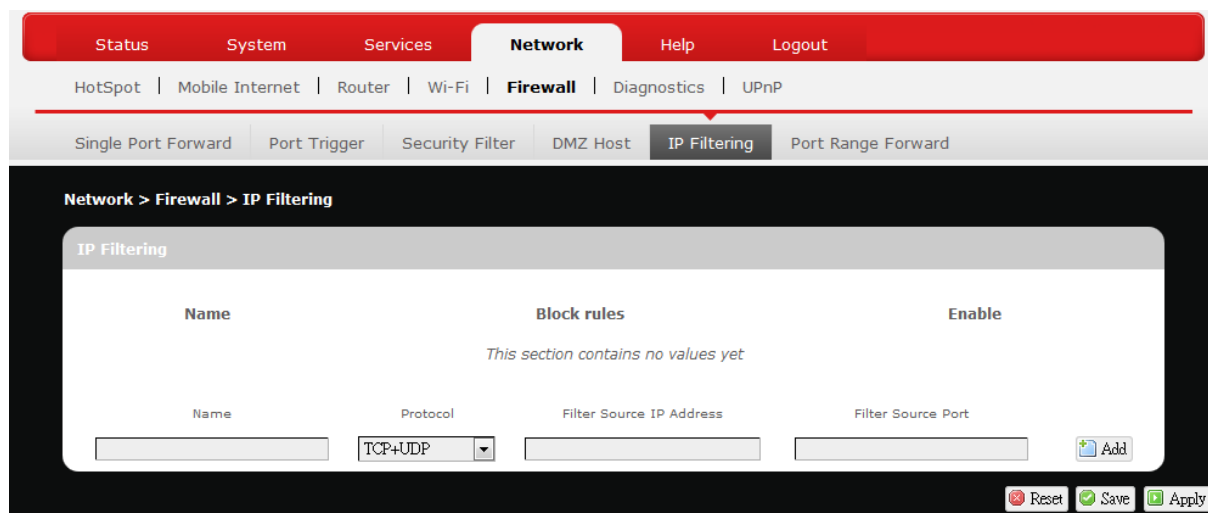 Status System Services Network Help Logout
HotSpot | Mobile Internet | Router | Wi-Fi | Firewall | Diagnostics | UPnP
Single Port Forward Port Trigger Security Filter DMZ Host IP Filtering Port Range Forward
Network > Firewall > IP Filtering
IP Filtering
Name Block rules Enable
This section contains no values yet
Name Protocol Filter Source IP Address Filter Source Port
TCP+UDP Add
Reset Save Apply